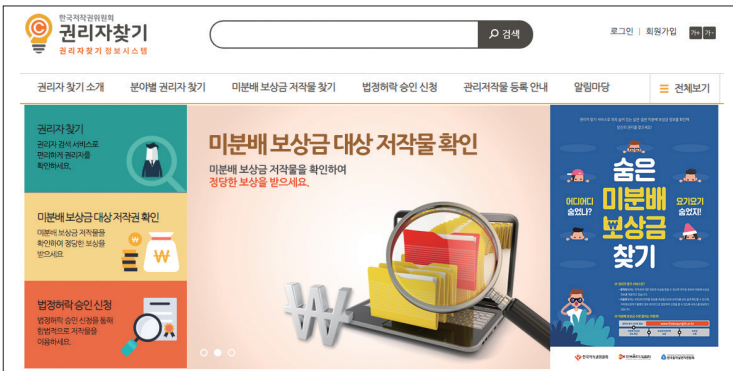 한국저작권위원회
권리자찾기
권리자찾기 정보시스템
검색
로그인 | 회원가입 가+ 가-
권리자 찾기 소개 분야별 권리자 찾기 미분배 보상금 저작물 찾기 법정허락 승인 신청 관리저작물 등록 안내 알림마당 전체보기
권리자 찾기
권리자 검색 서비스로
편리하게 권리자를
확인하세요.
미분배 보상금 대상 저작권 확인
미분배 보상금 저작물을
확인하여 정당한 보상을
받으세요
법정허락 승인 신청
법정허락 승인 신청을 통해
합법적으로 저작물을
이용하세요.
미분배 보상금 대상 저작물 확인
미분배 보상금 저작물을 확인하여
정당한 보상을 받으세요.
숨은
어디어디
숨었나?
미분배
요기요기
숨었지!
보상금
찾기
한국저작권위원회